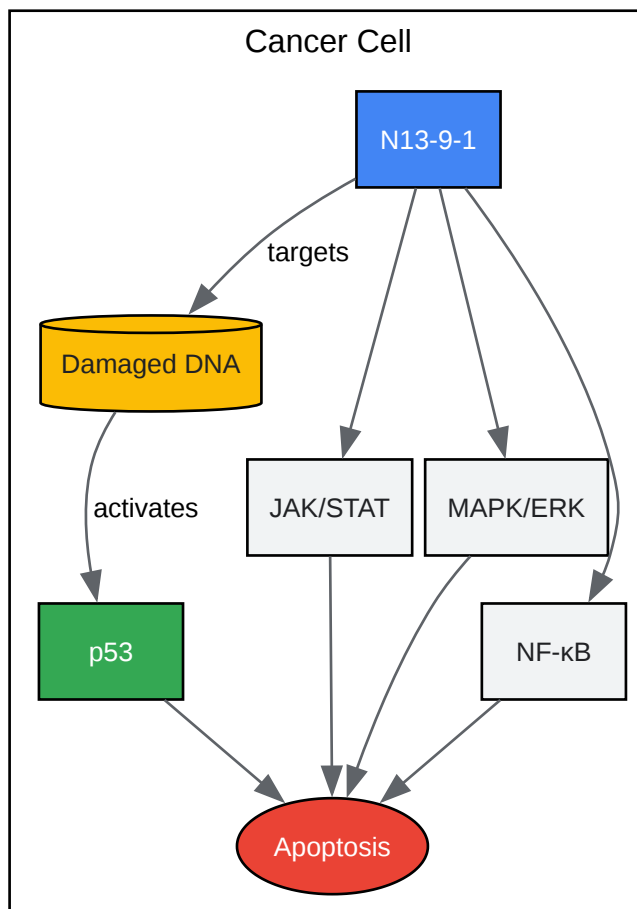 Cancer Cell
N13-9-1
targets
Damaged DNA
JAK/STAT
MAPK/ERK
activates
p53
NF-κB
Apoptosis